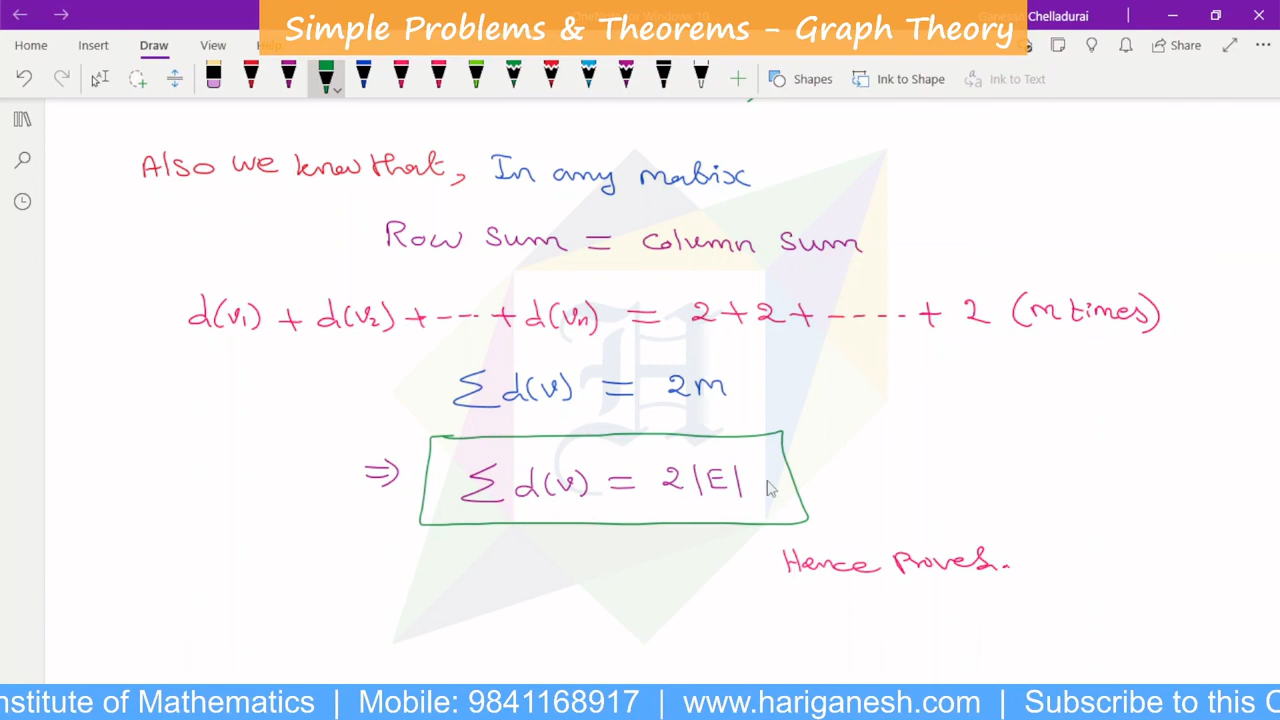 Simple Problems & Theorems - Graph Theory
Chelladurai
Home Insert Draw View Share
Shapes Ink to Shape Ink to Text
Also we know that, In any matrix
Row sum = column sum
d(v₁) + d(v₂) + --- + d(vₙ) = 2 + 2 + ---- + 2 (m times)
∑ d(v) = 2m
⇒ ∑ d(v) = 2|E|
Hence Proved.
nstitute of Mathematics | Mobile: 9841168917 | www.hariganesh.com | Subscribe to this C